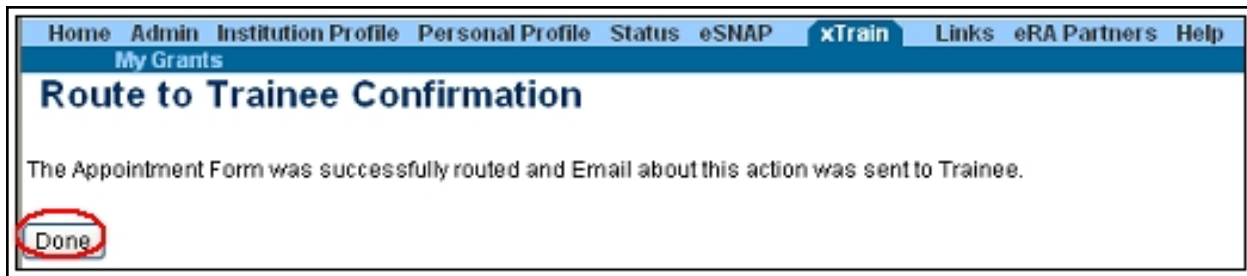 Home Admin Institution Profile Personal Profile Status eSNAP xTrain Links eRA Partners Help
My Grants
Route to Trainee Confirmation
The Appointment Form was successfully routed and Email about this action was sent to Trainee.
Done